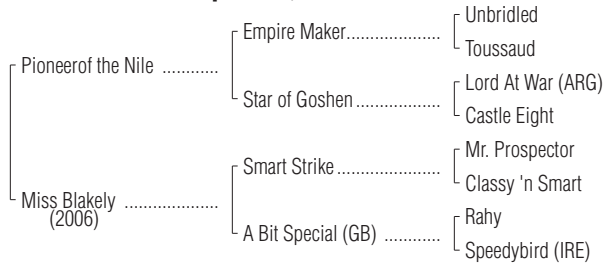 Unbridled
Empire Maker..................
Toussaud
Pioneerof the Nile ............
Lord At War (ARG)
Star of Goshen .................
Castle Eight
Mr. Prospector
Smart Strike .....................
Classy 'n Smart
Miss Blakely ....................
(2006)
Rahy
A Bit Special (GB) ............
Speedybird (IRE)